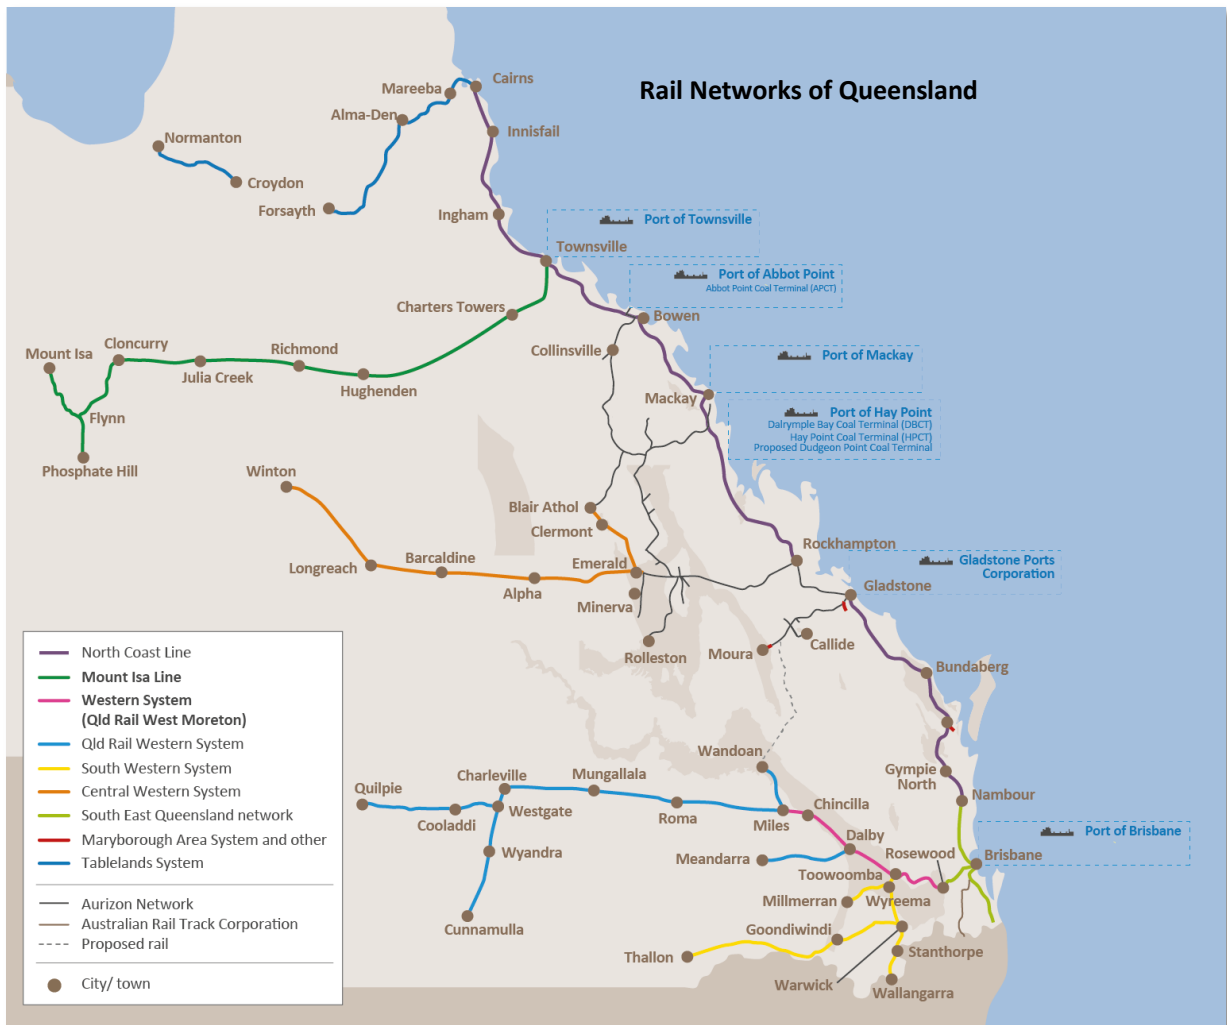 Rail Networks of Queensland
Cairns
Mareeba
Alma-Den
Innisfail
Normanton
Croydon
Forsayth
Ingham
Port of Townsville
Townsville
Port of Abbot Point
Abbot Point Coal Terminal (APCT)
Charters Towers
Bowen
Cloncurry
Mount Isa
Richmond
Collinsville
Port of Mackay
Julia Creek
Hughenden
Mackay
Flynn
Port of Hay Point
Dalrymple Bay Coal Terminal (DBCT)
Hay Point Coal Terminal (HPCT)
Proposed Dudgeon Point Coal Terminal
Phosphate Hill
Winton
Blair Athol
Clermont
Rockhampton
Barcaldine
Emerald
Longreach
Gladstone Ports
Corporation
Alpha
Gladstone
Minerva
Callide
Moura
Rolleston
Bundaberg
Wandoan
Gympie
North
Charleville
Mungallala
Quilpie
Nambour
Westgate
Chincilla
Cooladdi
Roma
Miles
Port of Brisbane
Dalby
Wyandra
Meandarra
Rosewood
Brisbane
Toowoomba
Millmerran
Wyreema
Cunnamulla
Goondiwindi
Thallon
Stanthorpe
Warwick
Wallangarra
North Coast Line
Mount Isa Line
Western System
(Qld Rail West Moreton)
Qld Rail Western System
South Western System
Central Western System
South East Queensland network
Maryborough Area System and other
Tablelands System
Aurizon Network
Australian Rail Track Corporation
Proposed rail
City/ town